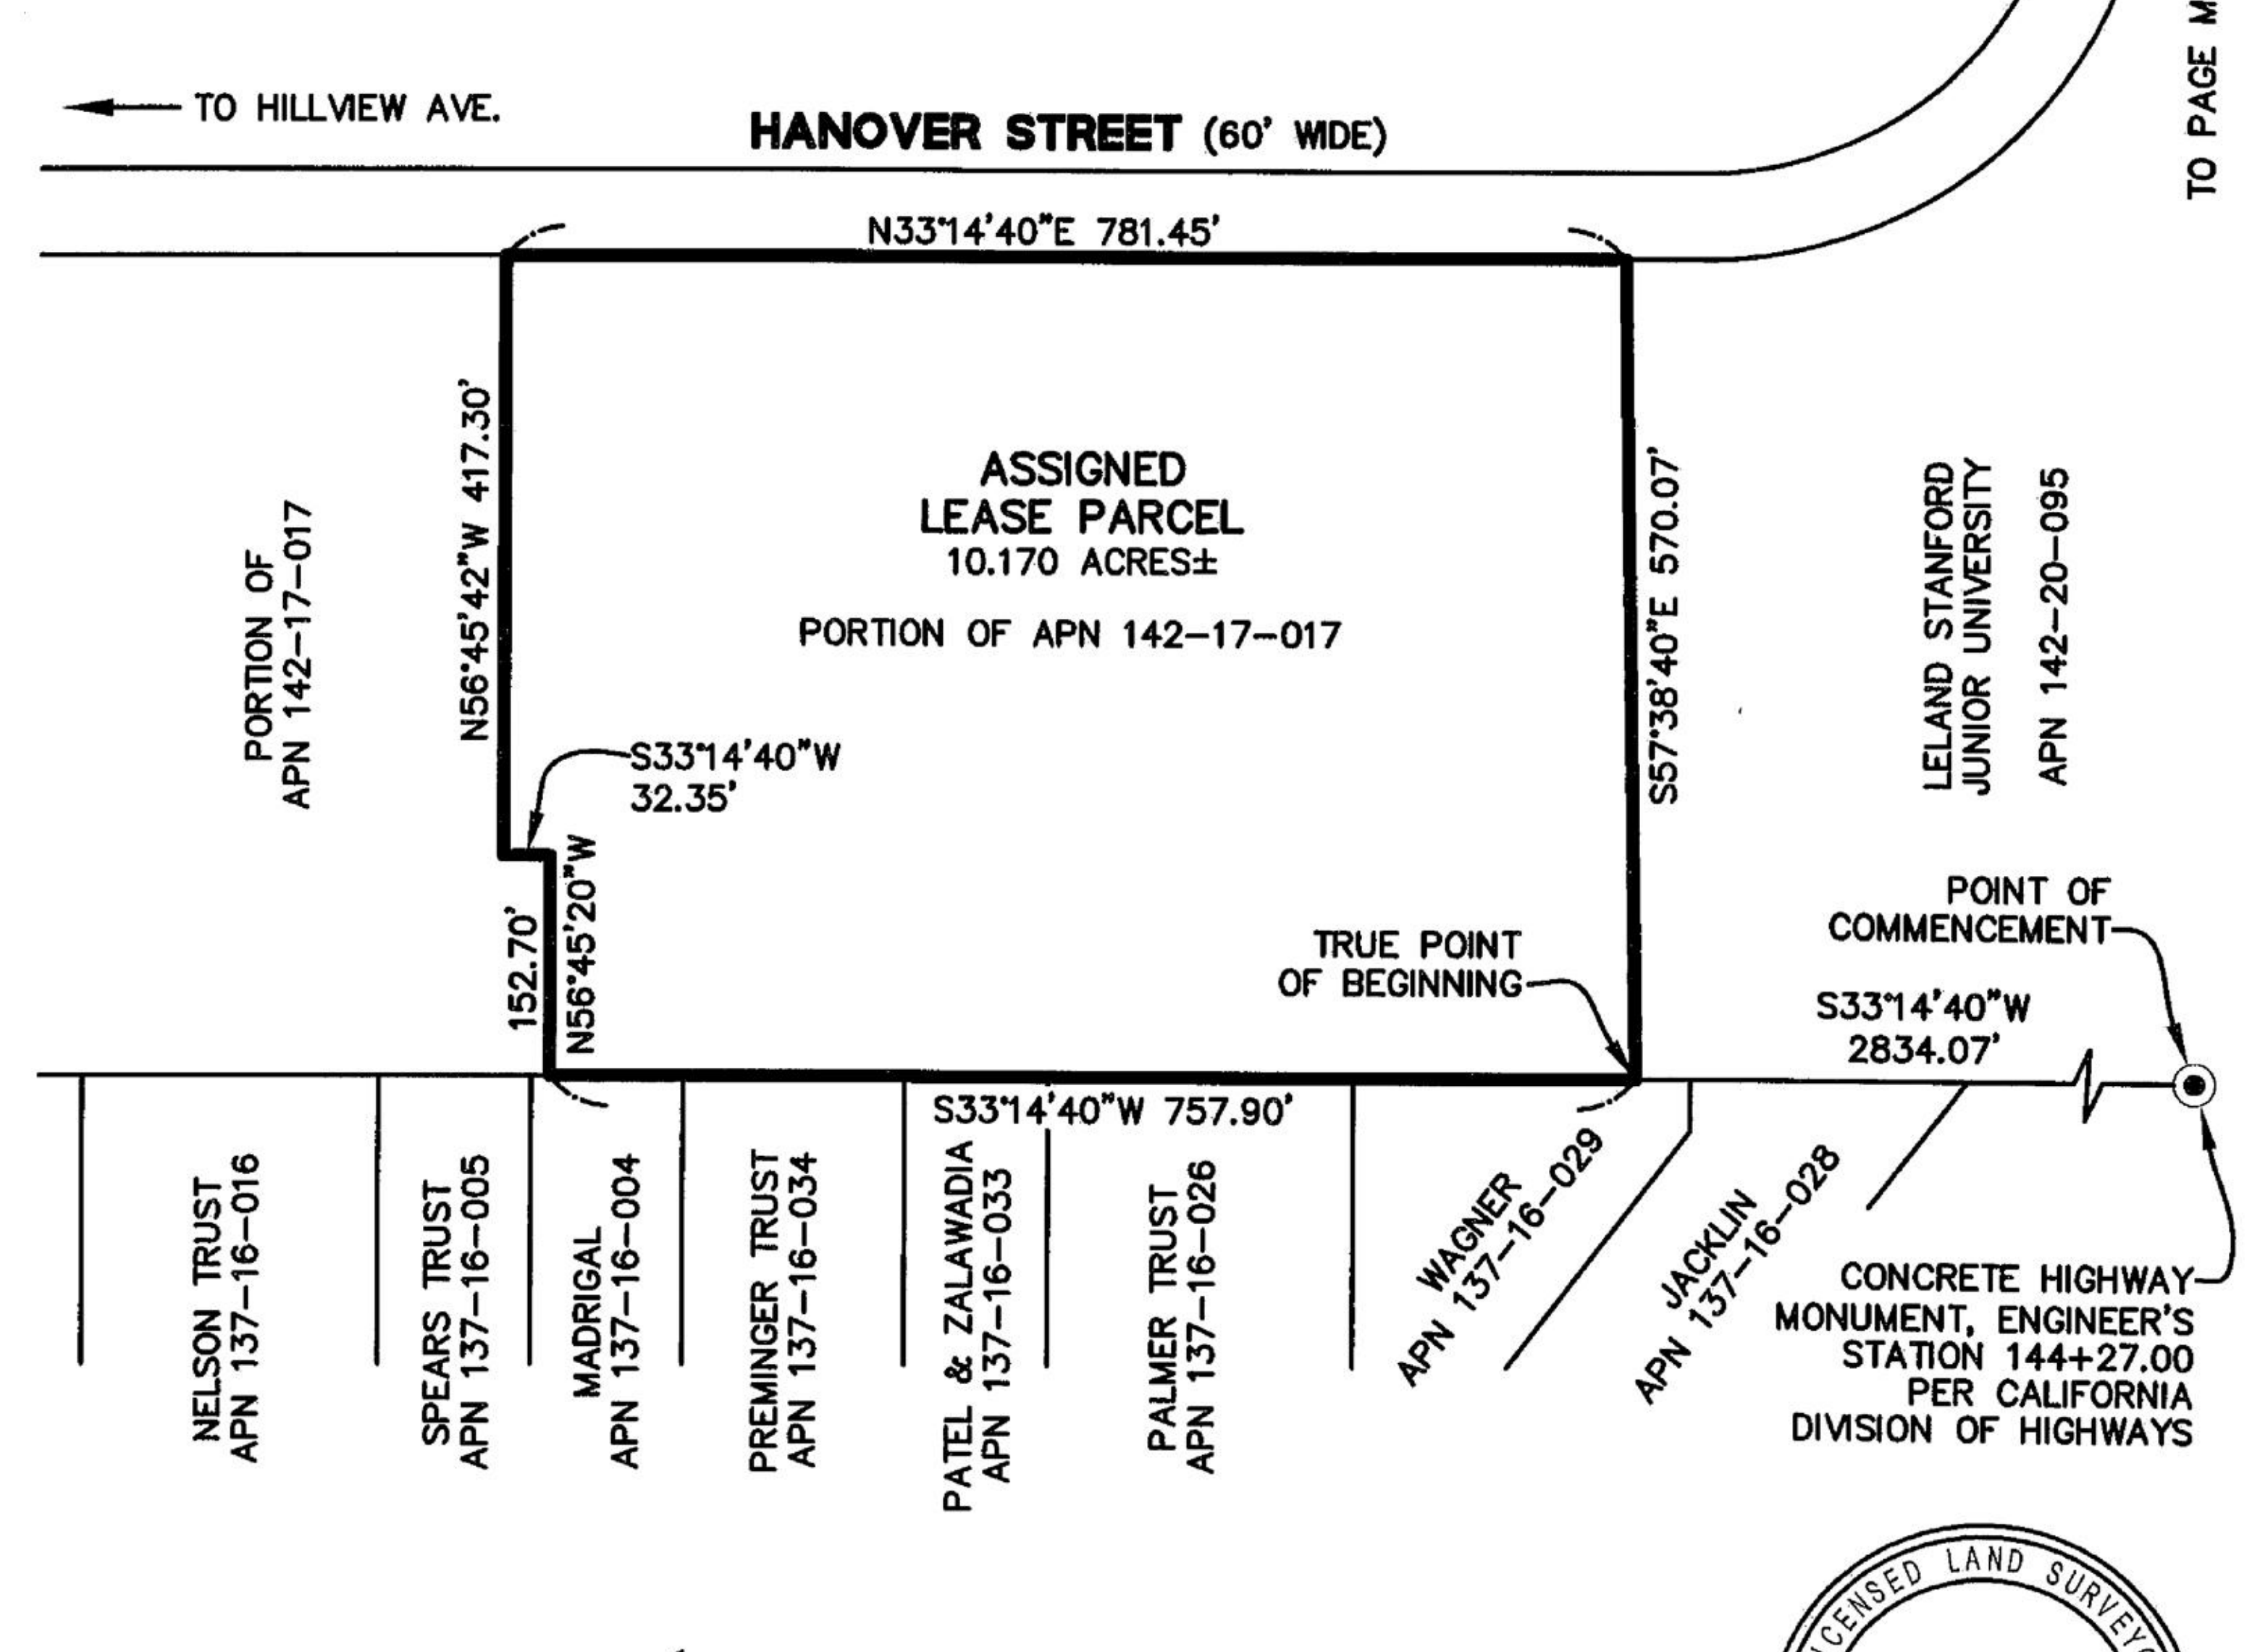 TO HILLVIEW AVE.
HANOVER STREET (60' WIDE)
TO PAGE M
N33°14'40"E 781.45'
N56°45'42"W 417.30'
ASSIGNED
LEASE PARCEL
10.170 ACRES±
PORTION OF APN 142-17-017
PORTION OF
APN 142-17-017
S57°38'40"E 570.07'
LELAND STANFORD
JUNIOR UNIVERSITY
APN 142-20-095
S33°14'40"W
32.35'
152.70'
N56°45'20"W
TRUE POINT
OF BEGINNING
POINT OF
COMMENCEMENT
S33°14'40"W
2834.07'
S33°14'40"W 757.90'
NELSON TRUST
APN 137-16-016
SPEARS TRUST
APN 137-16-005
MADRIGAL
APN 137-16-004
PREMINGER TRUST
APN 137-16-034
PATEL & ZALAWADIA
APN 137-16-033
PALMER TRUST
APN 137-16-026
WAGNER
APN 137-16-029
JACKLIN
APN 137-16-028
CONCRETE HIGHWAY
MONUMENT, ENGINEER'S
STATION 144+27.00
PER CALIFORNIA
DIVISION OF HIGHWAYS
ICENSED LAND SURVEYO